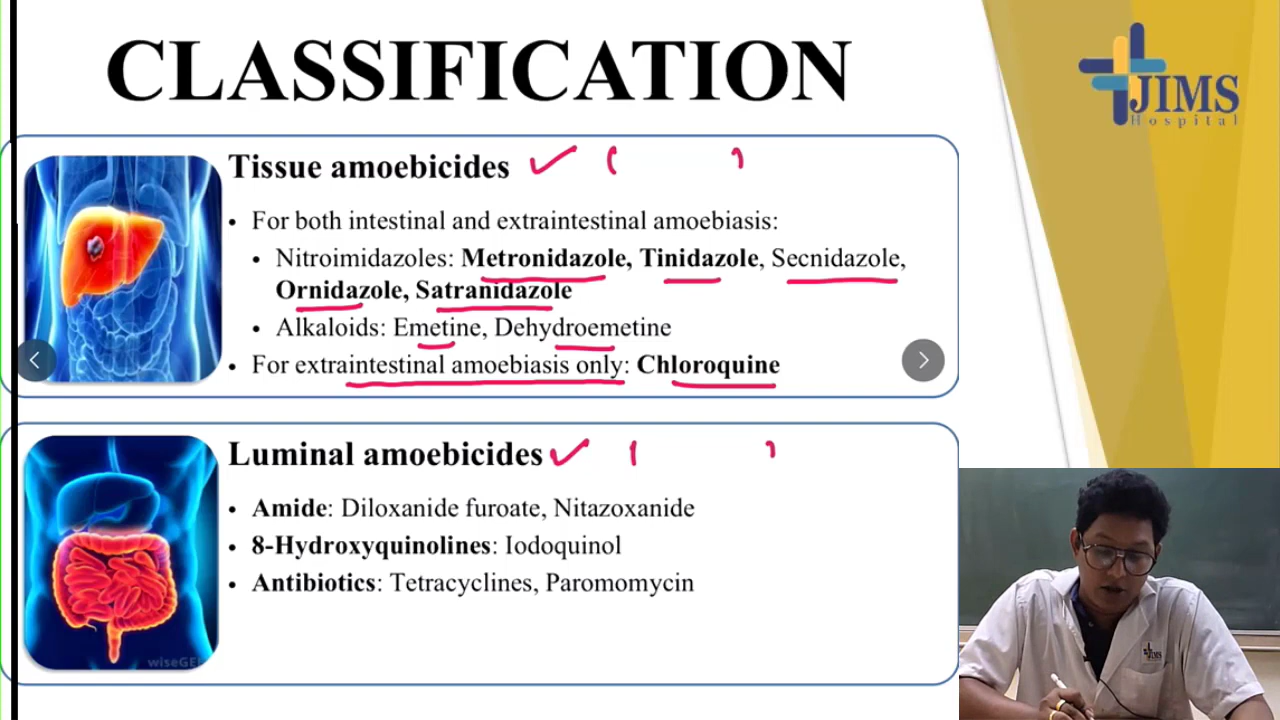 CLASSIFICATION
JIMS
Hospital
Tissue amoebicides
• For both intestinal and extraintestinal amoebiasis:
• Nitroimidazoles: Metronidazole, Tinidazole, Secnidazole,
Ornidazole, Satranidazole
• Alkaloids: Emetine, Dehydroemetine
• For extraintestinal amoebiasis only: Chloroquine
Luminal amoebicides
• Amide: Diloxanide furoate, Nitazoxanide
• 8-Hydroxyquinolines: Iodoquinol
• Antibiotics: Tetracyclines, Paromomycin
JIMS